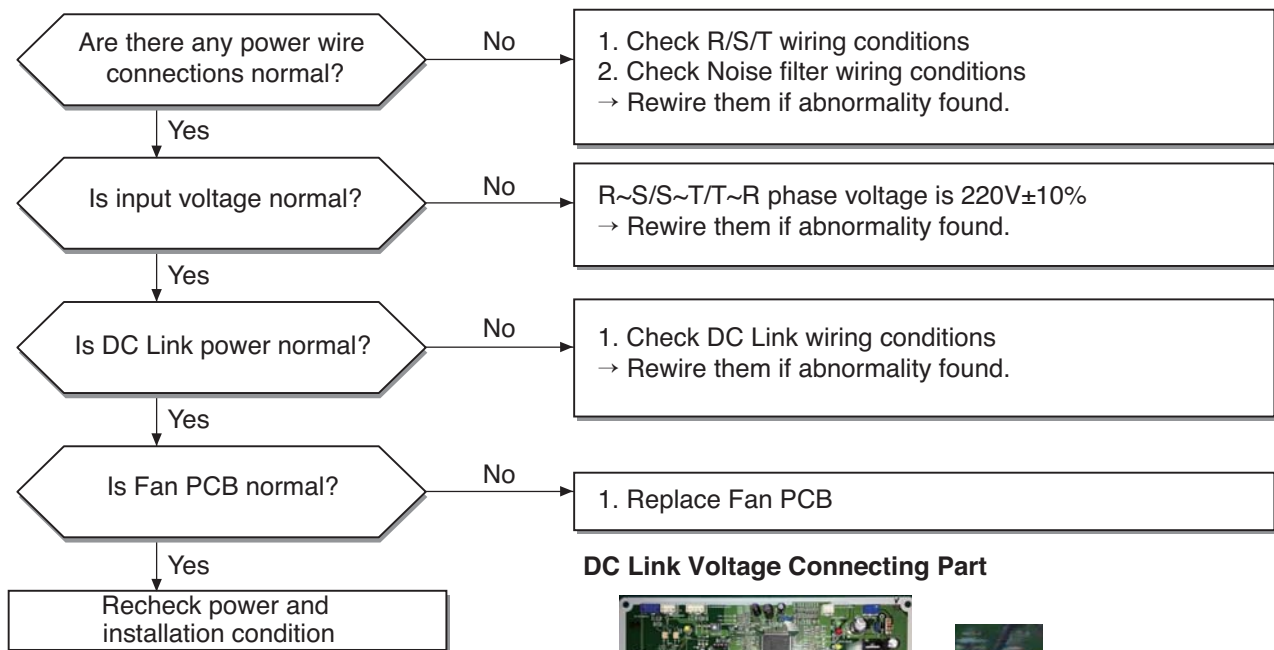 Are there any power wire
connections normal?
No
1. Check R/S/T wiring conditions
2. Check Noise filter wiring conditions
→ Rewire them if abnormality found.
Yes
Is input voltage normal?
No
R~S/S~T/T~R phase voltage is 220V±10%
→ Rewire them if abnormality found.
Yes
Is DC Link power normal?
No
1. Check DC Link wiring conditions
→ Rewire them if abnormality found.
Yes
Is Fan PCB normal?
No
1. Replace Fan PCB
Yes
Recheck power and
installation condition
DC Link Voltage Connecting Part